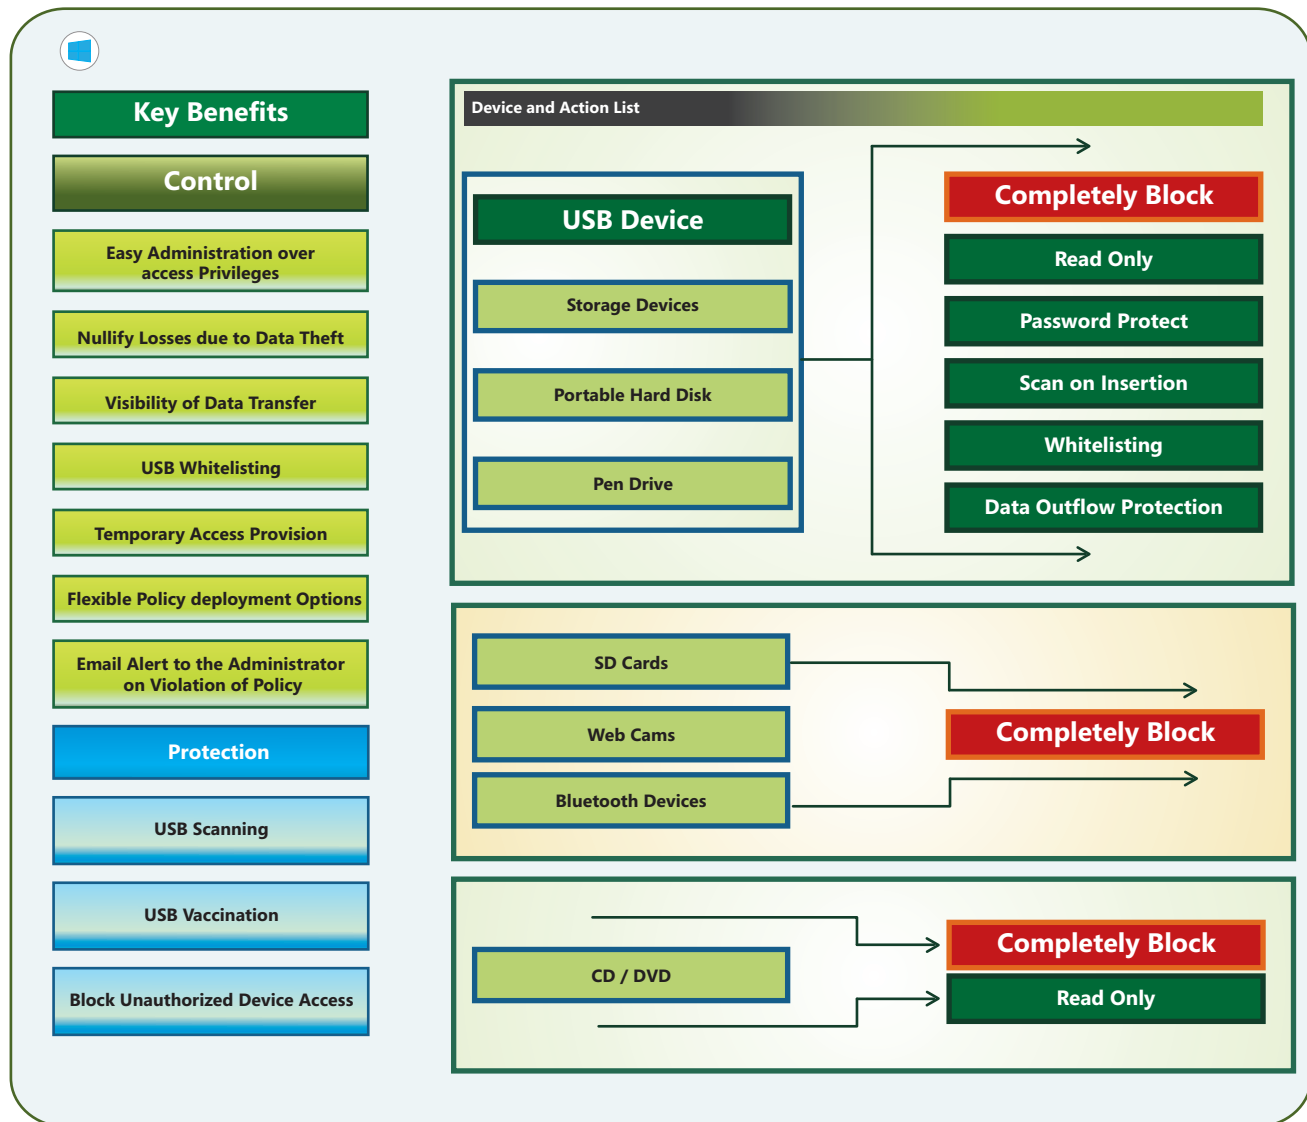 Key Benefits
Control
Easy Administration over
access Privileges
Nullify Losses due to Data Theft
Visibility of Data Transfer
USB Whitelisting
Temporary Access Provision
Flexible Policy deployment Options
Email Alert to the Administrator
on Violation of Policy
Protection
USB Scanning
USB Vaccination
Block Unauthorized Device Access
Device and Action List
USB Device
Storage Devices
Portable Hard Disk
Pen Drive
Completely Block
Read Only
Password Protect
Scan on Insertion
Whitelisting
Data Outflow Protection
SD Cards
Web Cams
Bluetooth Devices
Completely Block
CD / DVD
Completely Block
Read Only